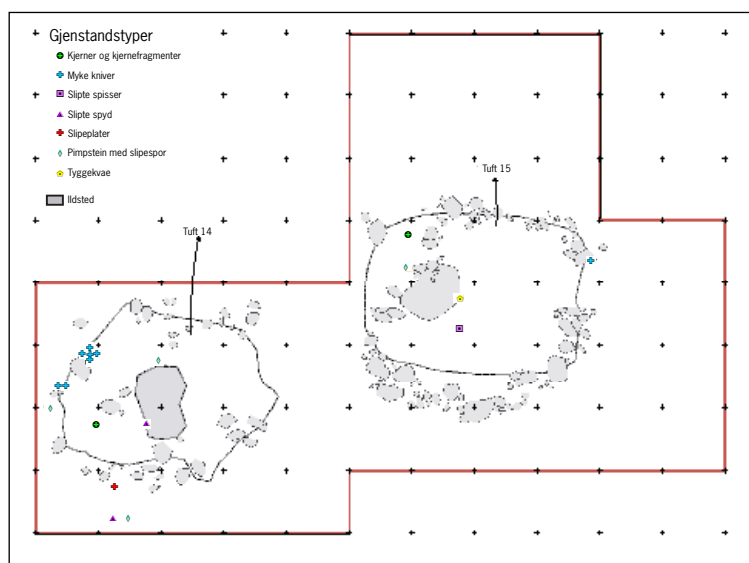 Gjenstandstyper
Kjerner og kjernefragmenter
Myke kniver
Slipte spisser
Slipte spyd
Slipeplater
Pimpstein med slipespor
Tyggekvae
Ildsted
Tuft 15
Tuft 14